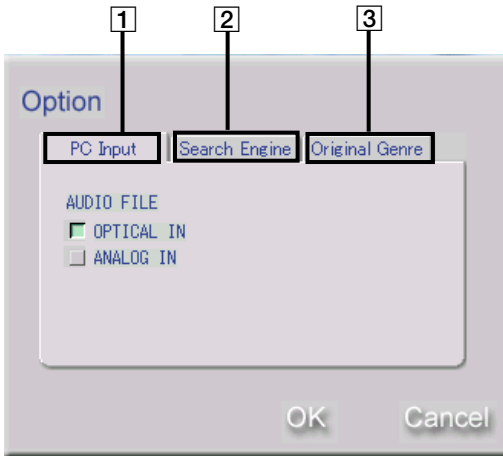 1 2 3
Option
PC Input Search Engine Original Genre
AUDIO FILE
OPTICAL IN
ANALOG IN
OK Cancel